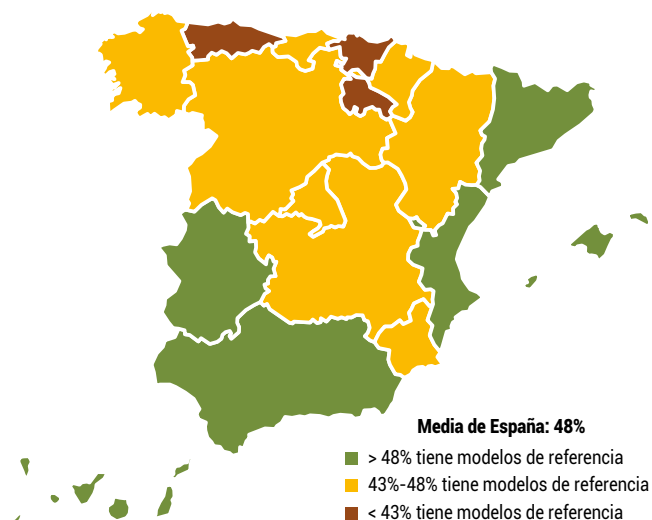 Media de España: 48%
> 48% tiene modelos de referencia
43%-48% tiene modelos de referencia
< 43% tiene modelos de referencia